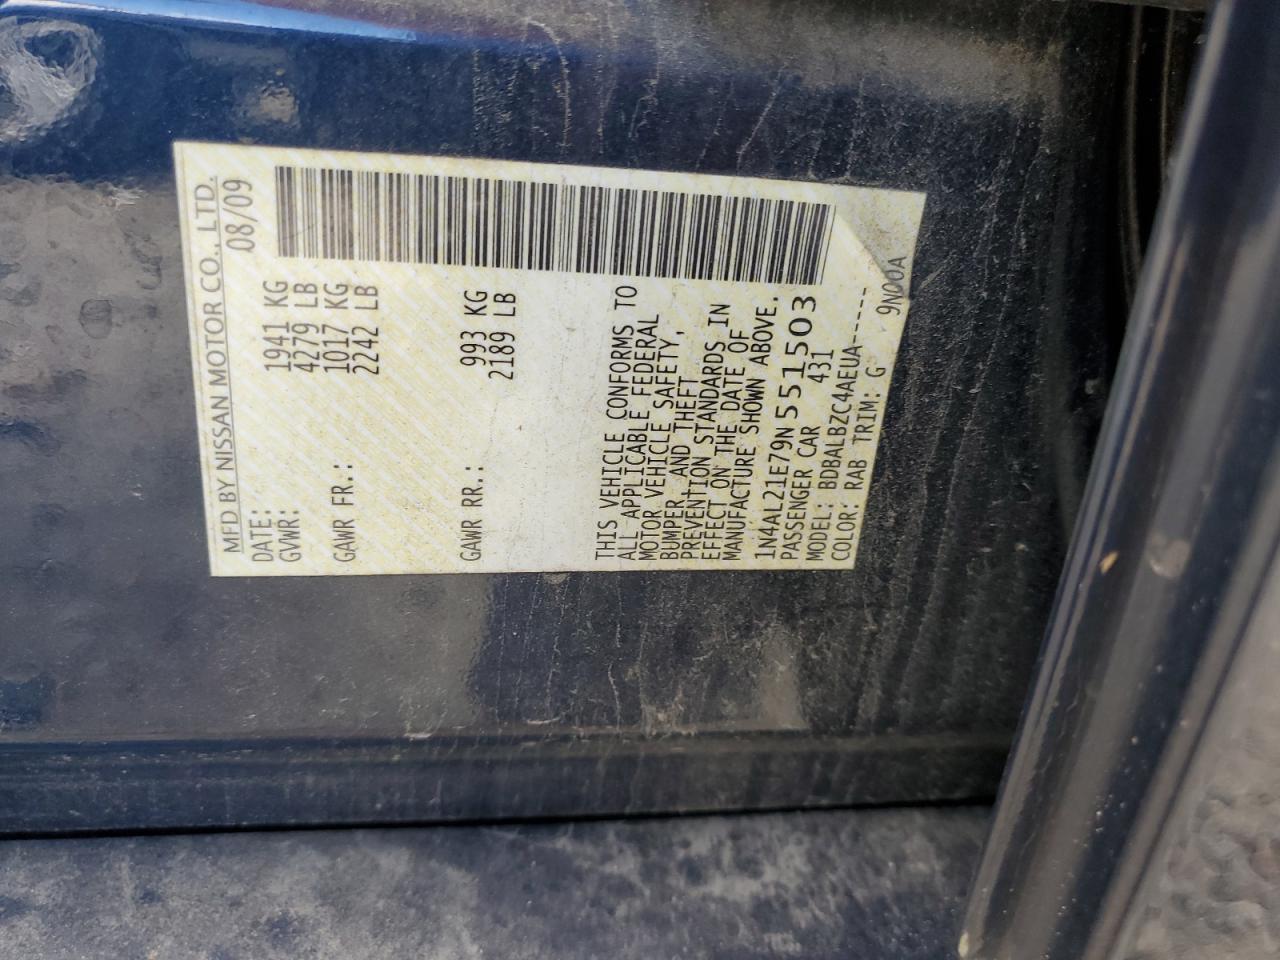 MFD BY NISSAN MOTOR CO., LTD.
DATE: 08/09
GVWR: 1941 KG
4279 LB
GAWR FR.: 1017 KG
2242 LB
GAWR RR.: 993 KG
2189 LB
THIS VEHICLE CONFORMS TO
ALL APPLICABLE FEDERAL
MOTOR VEHICLE SAFETY,
BUMPER, AND THEFT
PREVENTION STANDARDS IN
EFFECT ON THE DATE OF
MANUFACTURE SHOWN ABOVE.
1N4AL21E79N551503
PASSENGER CAR 431
MODEL: BDBALBZC4AEUA-----
COLOR: RAB TRIM: G 9N00A